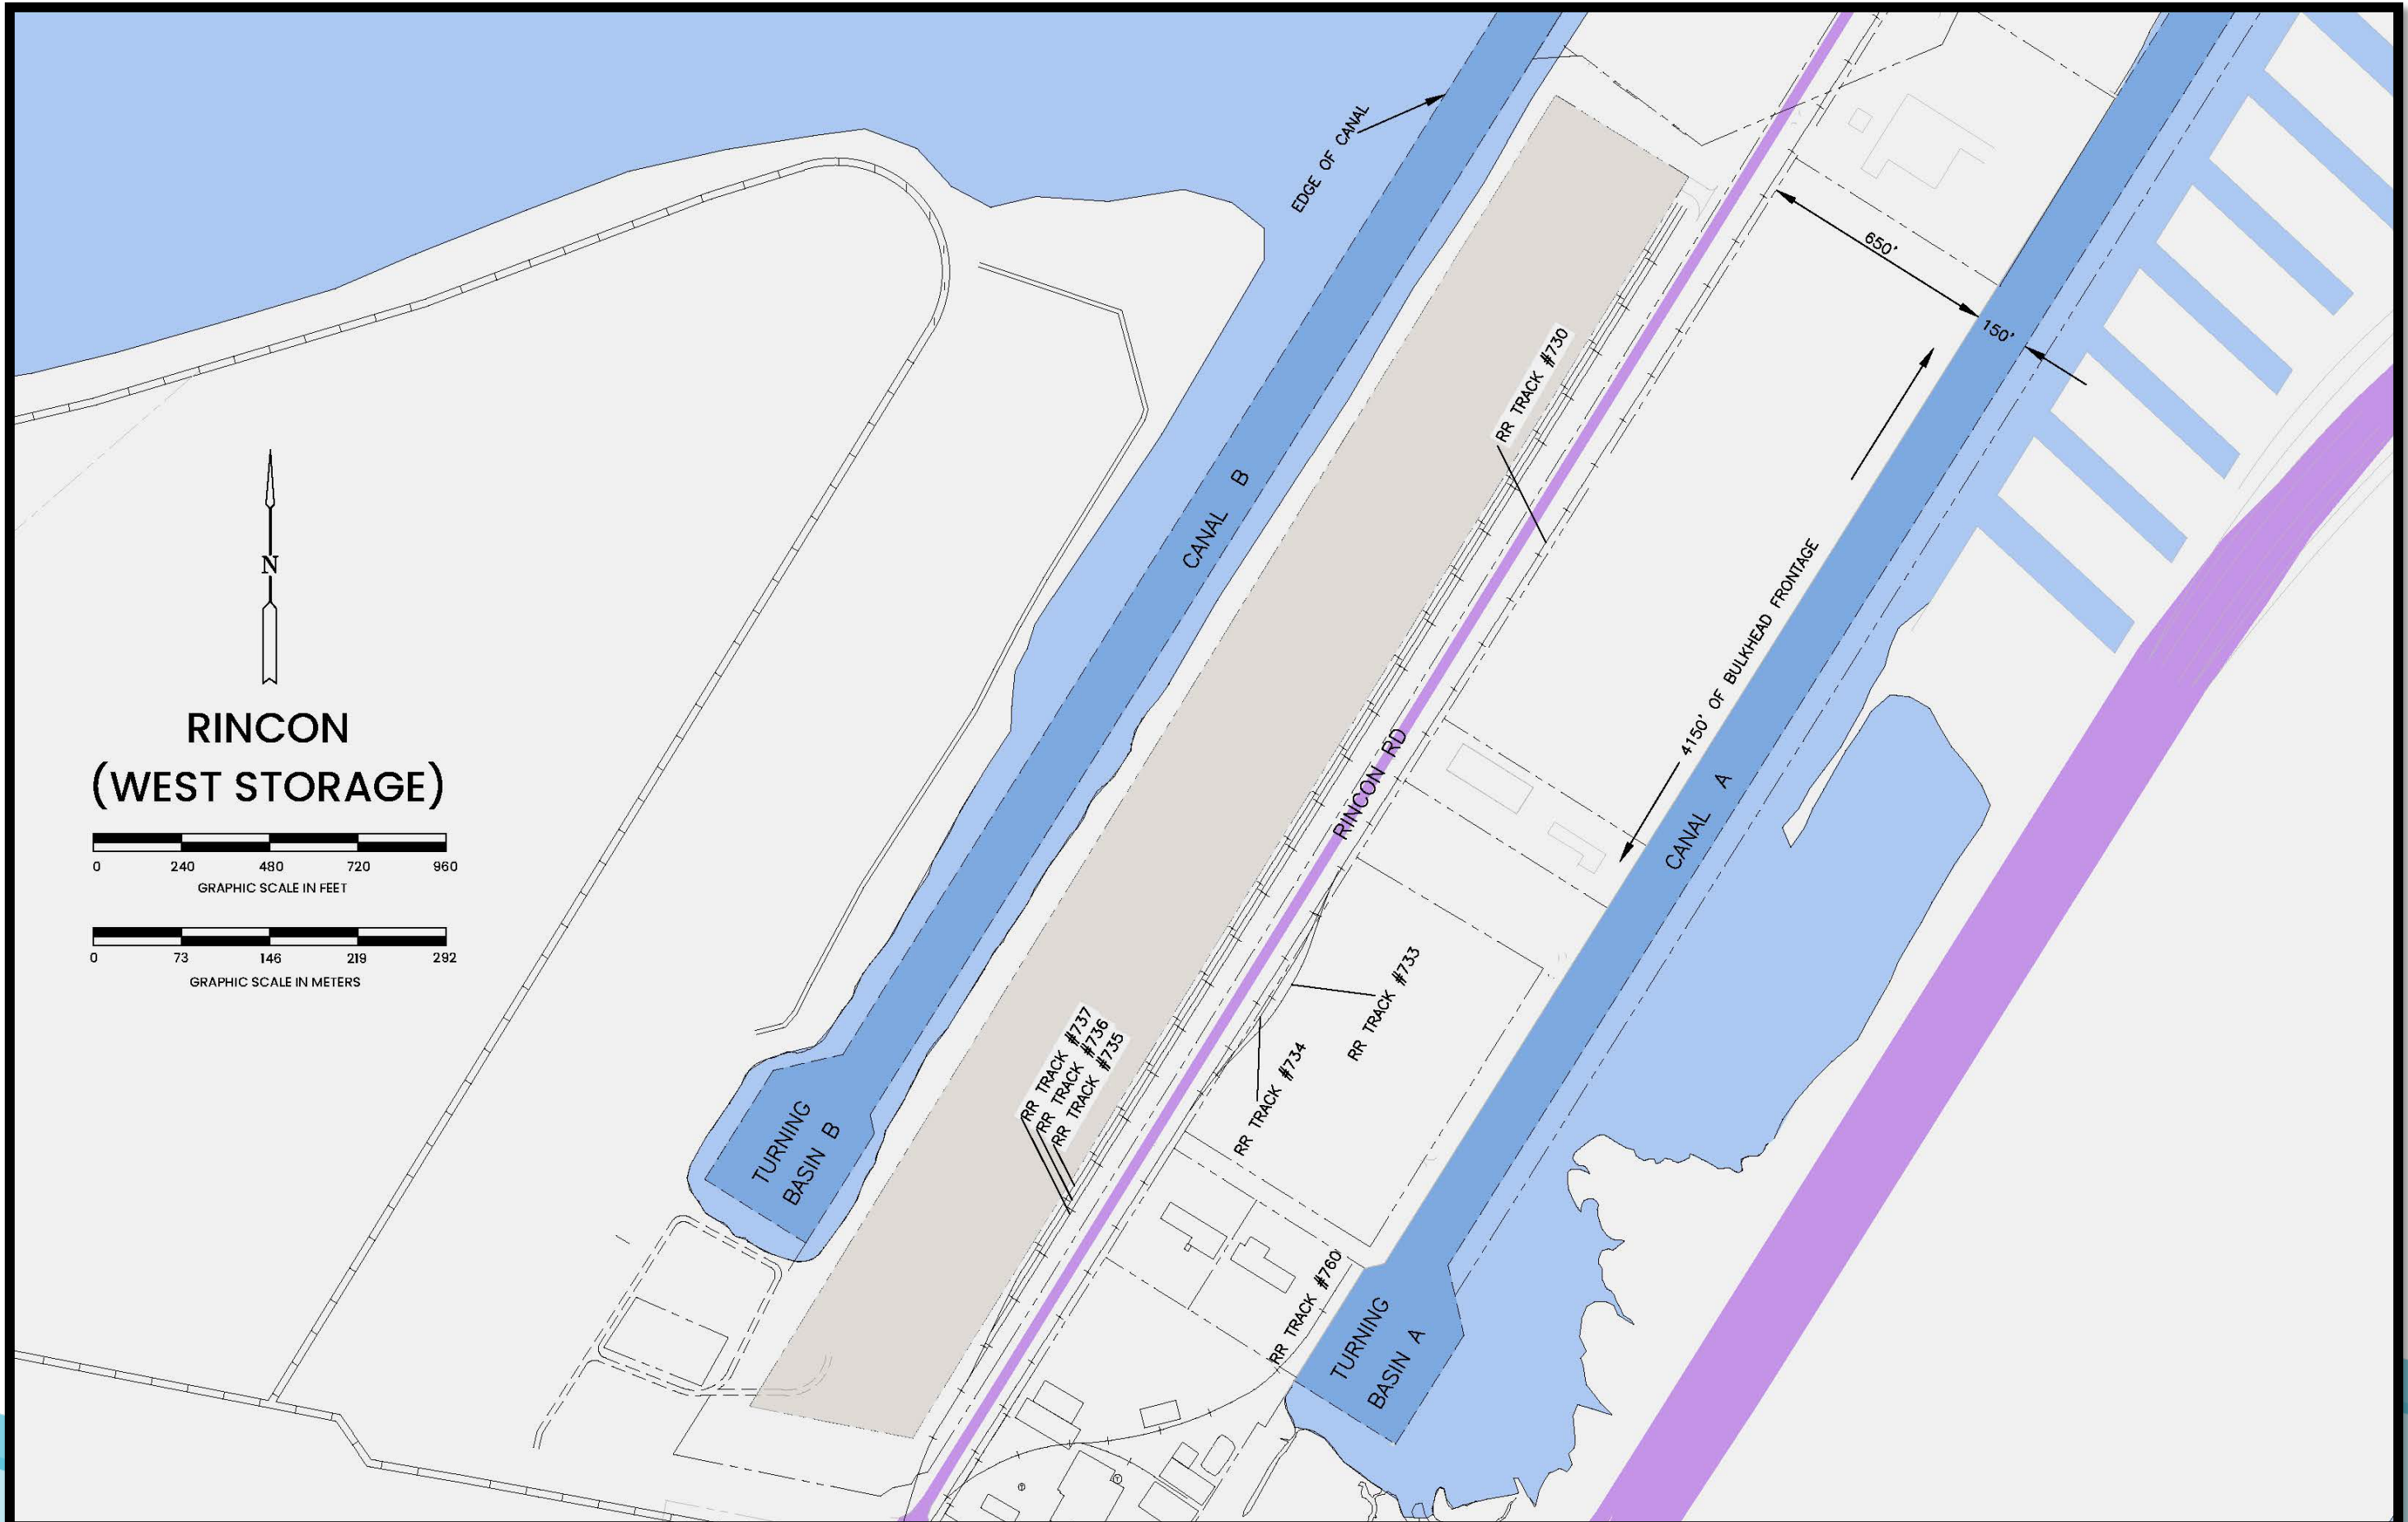 EDGE OF CANAL
650'
150'
RR TRACK #730
CANAL B
N
RINCON
(WEST STORAGE)
0 240 480 720 960
GRAPHIC SCALE IN FEET
0 73 146 219 292
GRAPHIC SCALE IN METERS
4150' OF BULKHEAD FRONTAGE
RINCON RD
CANAL A
RR TRACK #733
RR TRACK #734
RR TRACK #737
RR TRACK #736
RR TRACK #735
TURNING
BASIN B
RR TRACK #760
TURNING
BASIN A